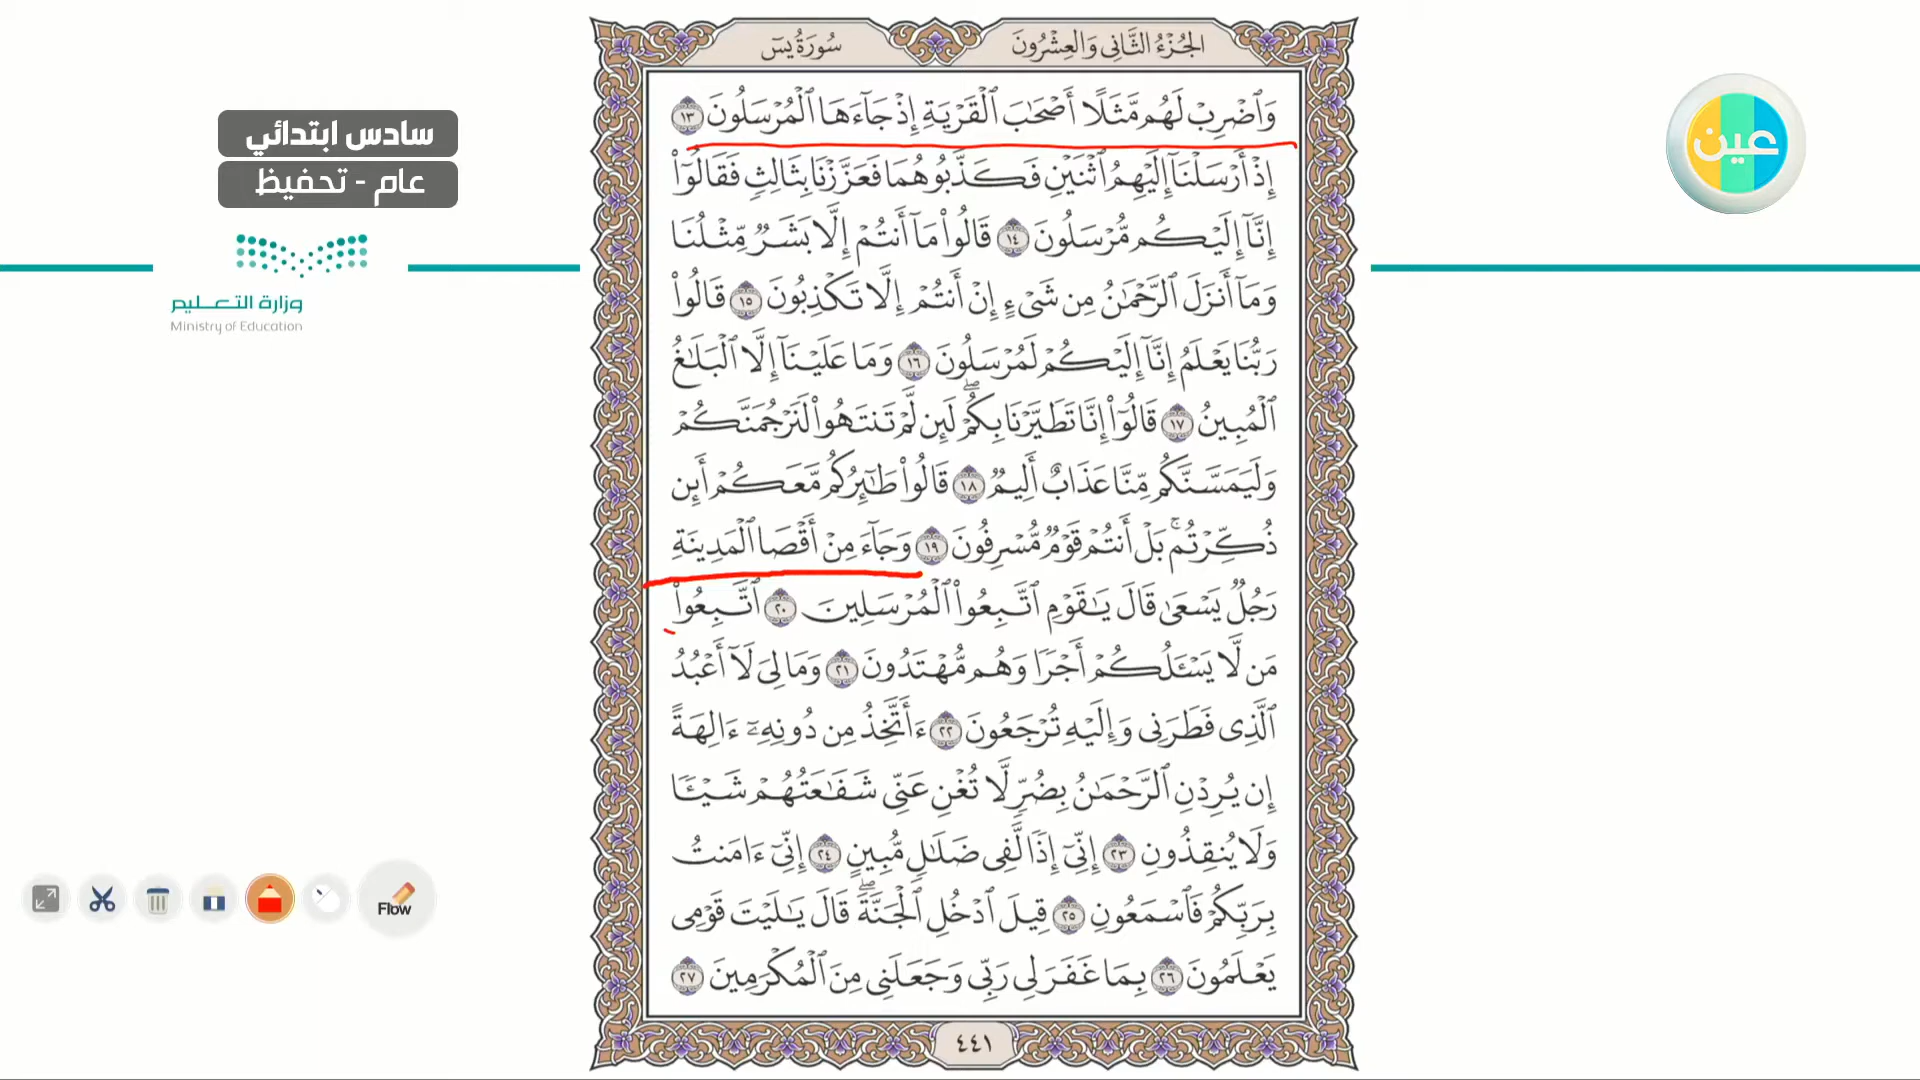 الجُزْءُ الثَّانِي وَالعِشْرُونَ
سُورَةُ يسٓ
عين
سادس ابتدائي
عام - تحفيظ
وزارة التعليم
Ministry of Education
وَٱضۡرِبۡ لَهُم مَّثَلًا أَصۡحَٰبَ ٱلۡقَرۡيَةِ إِذۡ جَآءَهَا ٱلۡمُرۡسَلُونَ ١٣
إِذۡ أَرۡسَلۡنَآ إِلَيۡهِمُ ٱثۡنَيۡنِ فَكَذَّبُوهُمَا فَعَزَّزۡنَا بِثَالِثٖ فَقَالُوٓاْ
إِنَّآ إِلَيۡكُم مُّرۡسَلُونَ ١٤ قَالُواْ مَآ أَنتُمۡ إِلَّا بَشَرٞ مِّثۡلُنَا
وَمَآ أَنزَلَ ٱلرَّحۡمَٰنُ مِن شَيۡءٍ إِنۡ أَنتُمۡ إِلَّا تَكۡذِبُونَ ١٥ قَالُواْ
رَبُّنَا يَعۡلَمُ إِنَّآ إِلَيۡكُمۡ لَمُرۡسَلُونَ ١٦ وَمَا عَلَيۡنَآ إِلَّا ٱلۡبَلَٰغُ
ٱلۡمُبِينُ ١٧ قَالُوٓاْ إِنَّا تَطَيَّرۡنَا بِكُمۡۖ لَئِن لَّمۡ تَنتَهُواْ لَنَرۡجُمَنَّكُمۡ
وَلَيَمَسَّنَّكُم مِّنَّا عَذَابٌ أَلِيمٞ ١٨ قَالُواْ طَٰٓئِرُكُم مَّعَكُمۡ أَئِن
ذُكِّرۡتُمۚ بَلۡ أَنتُمۡ قَوۡمٞ مُّسۡرِفُونَ ١٩ وَجَآءَ مِنۡ أَقۡصَا ٱلۡمَدِينَةِ
رَجُلٞ يَسۡعَىٰ قَالَ يَٰقَوۡمِ ٱتَّبِعُواْ ٱلۡمُرۡسَلِينَ ٢٠ ٱتَّبِعُواْ
مَن لَّا يَسۡـَٔلُكُمۡ أَجۡرٗا وَهُم مُّهۡتَدُونَ ٢١ وَمَا لِيَ لَآ أَعۡبُدُ
ٱلَّذِي فَطَرَنِي وَإِلَيۡهِ تُرۡجَعُونَ ٢٢ ءَأَتَّخِذُ مِن دُونِهِۦٓ ءَالِهَةً
إِن يُرِدۡنِ ٱلرَّحۡمَٰنُ بِضُرّٖ لَّا تُغۡنِ عَنِّي شَفَٰعَتُهُمۡ شَيۡـٔٗا
وَلَا يُنقِذُونِ ٢٣ إِنِّيٓ إِذٗا لَّفِي ضَلَٰلٖ مُّبِينٍ ٢٤ إِنِّيٓ ءَامَنتُ
بِرَبِّكُمۡ فَٱسۡمَعُونِ ٢٥ قِيلَ ٱدۡخُلِ ٱلۡجَنَّةَۖ قَالَ يَٰلَيۡتَ قَوۡمِي
يَعۡلَمُونَ ٢٦ بِمَا غَفَرَ لِي رَبِّي وَجَعَلَنِي مِنَ ٱلۡمُكۡرَمِينَ ٢٧
٤٤١
Flow